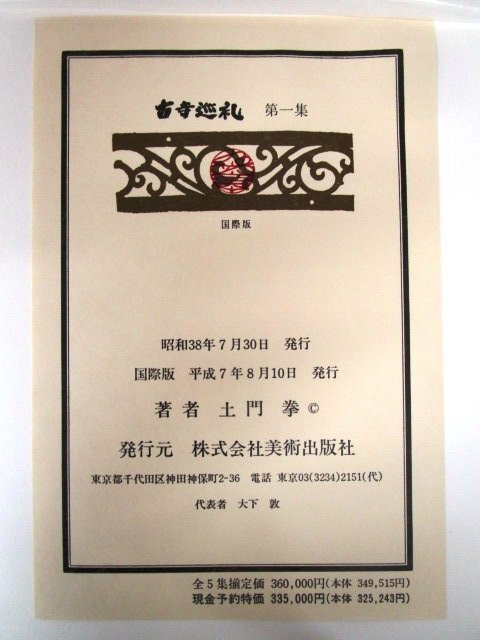 古寺巡礼 第一集
国際版
昭和38年7月30日 発行
国際版 平成7年8月10日 発行
著者 土門 拳 ©
発行元 株式会社美術出版社
東京都千代田区神田神保町2-36 電話 東京03(3234)2151(代)
代表者 大下 敦
全5集揃定価 360,000円(本体 349,515円)
現金予約特価 335,000円(本体 325,243円)